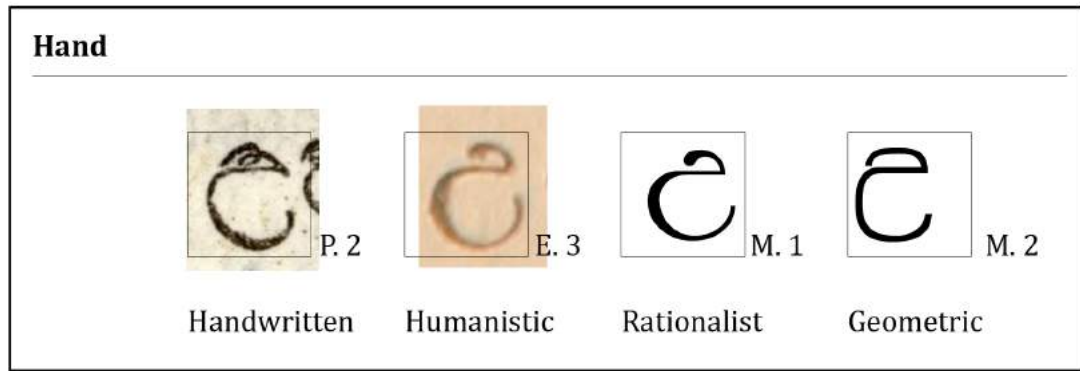 Hand
ට P. 2 ට E. 3 ට M. 1 ට M. 2
Handwritten Humanistic Rationalist Geometric